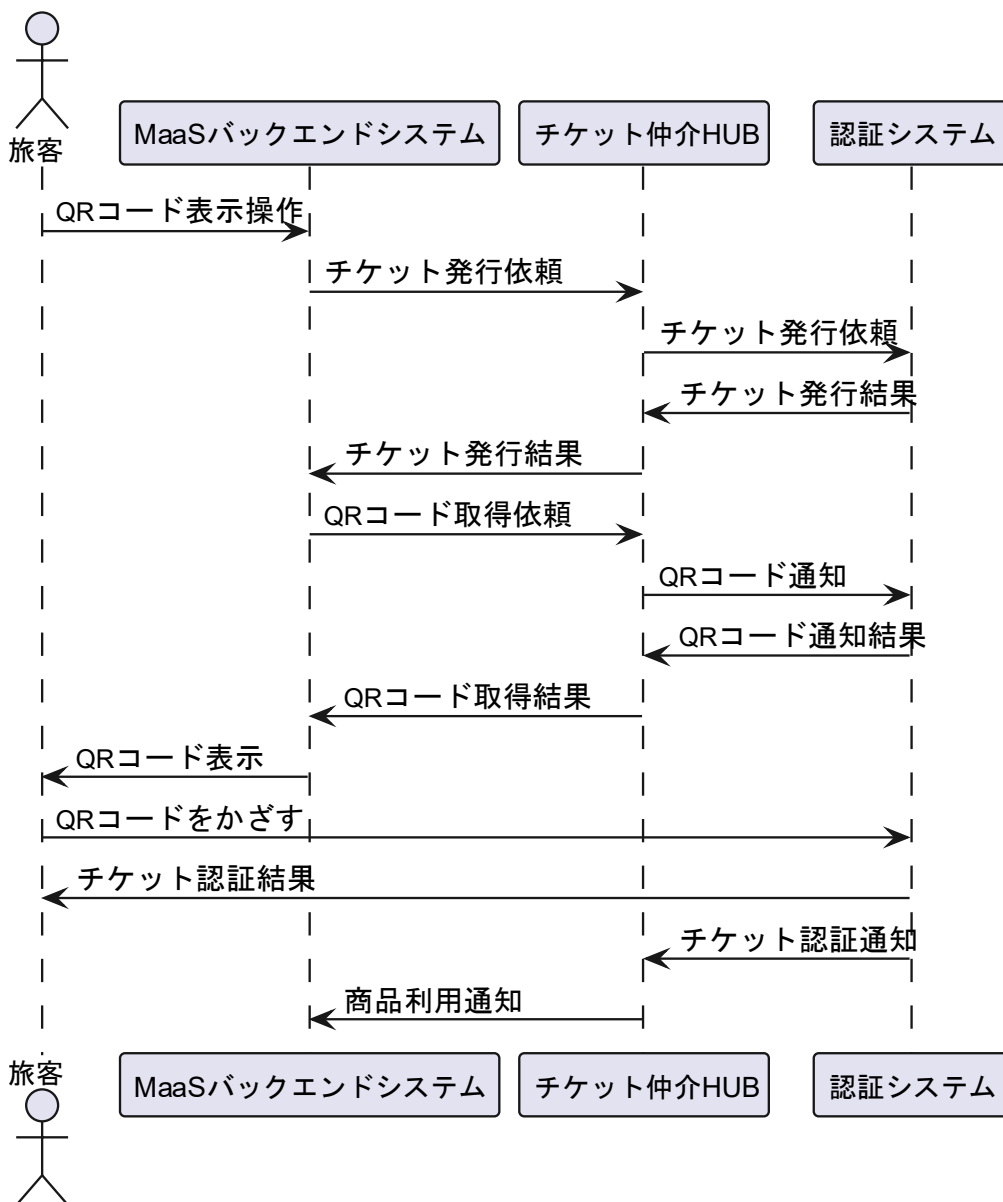 旅客
MaaSバックエンドシステム
チケット仲介HUB
認証システム
QRコード表示操作
チケット発行依頼
チケット発行依頼
チケット発行結果
チケット発行結果
QRコード取得依頼
QRコード通知
QRコード通知結果
QRコード取得結果
QRコード表示
QRコードをかざす
チケット認証結果
チケット認証通知
商品利用通知
旅客
MaaSバックエンドシステム
チケット仲介HUB
認証システム